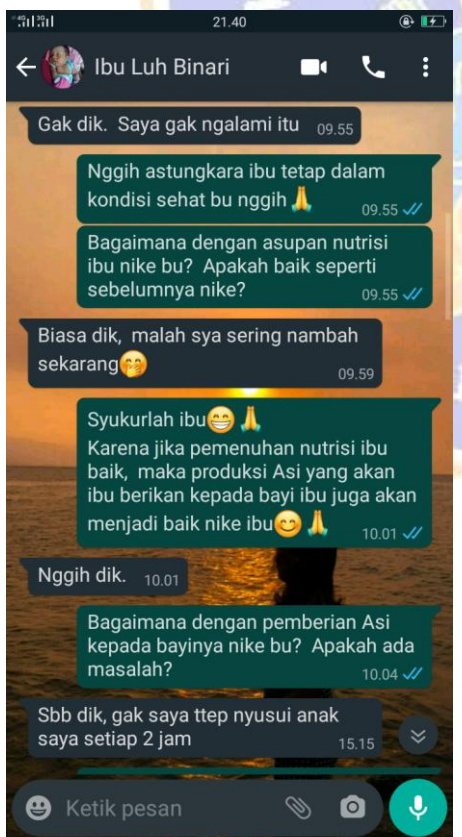 21.40
Ibu Luh Binari
Gak dik. Saya gak ngalami itu 09.55
Nggih astungkara ibu tetap dalam
kondisi sehat bu nggih🙏 09.55
Bagaimana dengan asupan nutrisi
ibu nike bu? Apakah baik seperti
sebelumnya nike? 09.55
Biasa dik, malah sya sering nambah
sekarang🤭 09.59
Syukurlah ibu😁🙏
Karena jika pemenuhan nutrisi ibu
baik, maka produksi Asi yang akan
ibu berikan kepada bayi ibu juga akan
menjadi baik nike ibu😊🙏 10.01
Nggih dik. 10.01
Bagaimana dengan pemberian Asi
kepada bayinya nike bu? Apakah ada
masalah? 10.04
Sbb dik, gak saya ttep nyusui anak
saya setiap 2 jam 15.15
Ketik pesan